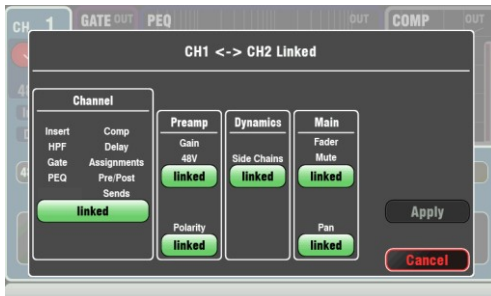 CH 1 GATE OUT PEQ OUT COMP OUT
CH1 <-> CH2 Linked
Channel
Insert Comp
HPF Delay
Gate Assignments
PEQ Pre/Post
Sends
linked
Preamp
Gain
48V
linked
Polarity
linked
Dynamics
Side Chains
linked
Main
Fader
Mute
linked
Pan
linked
Apply
Cancel